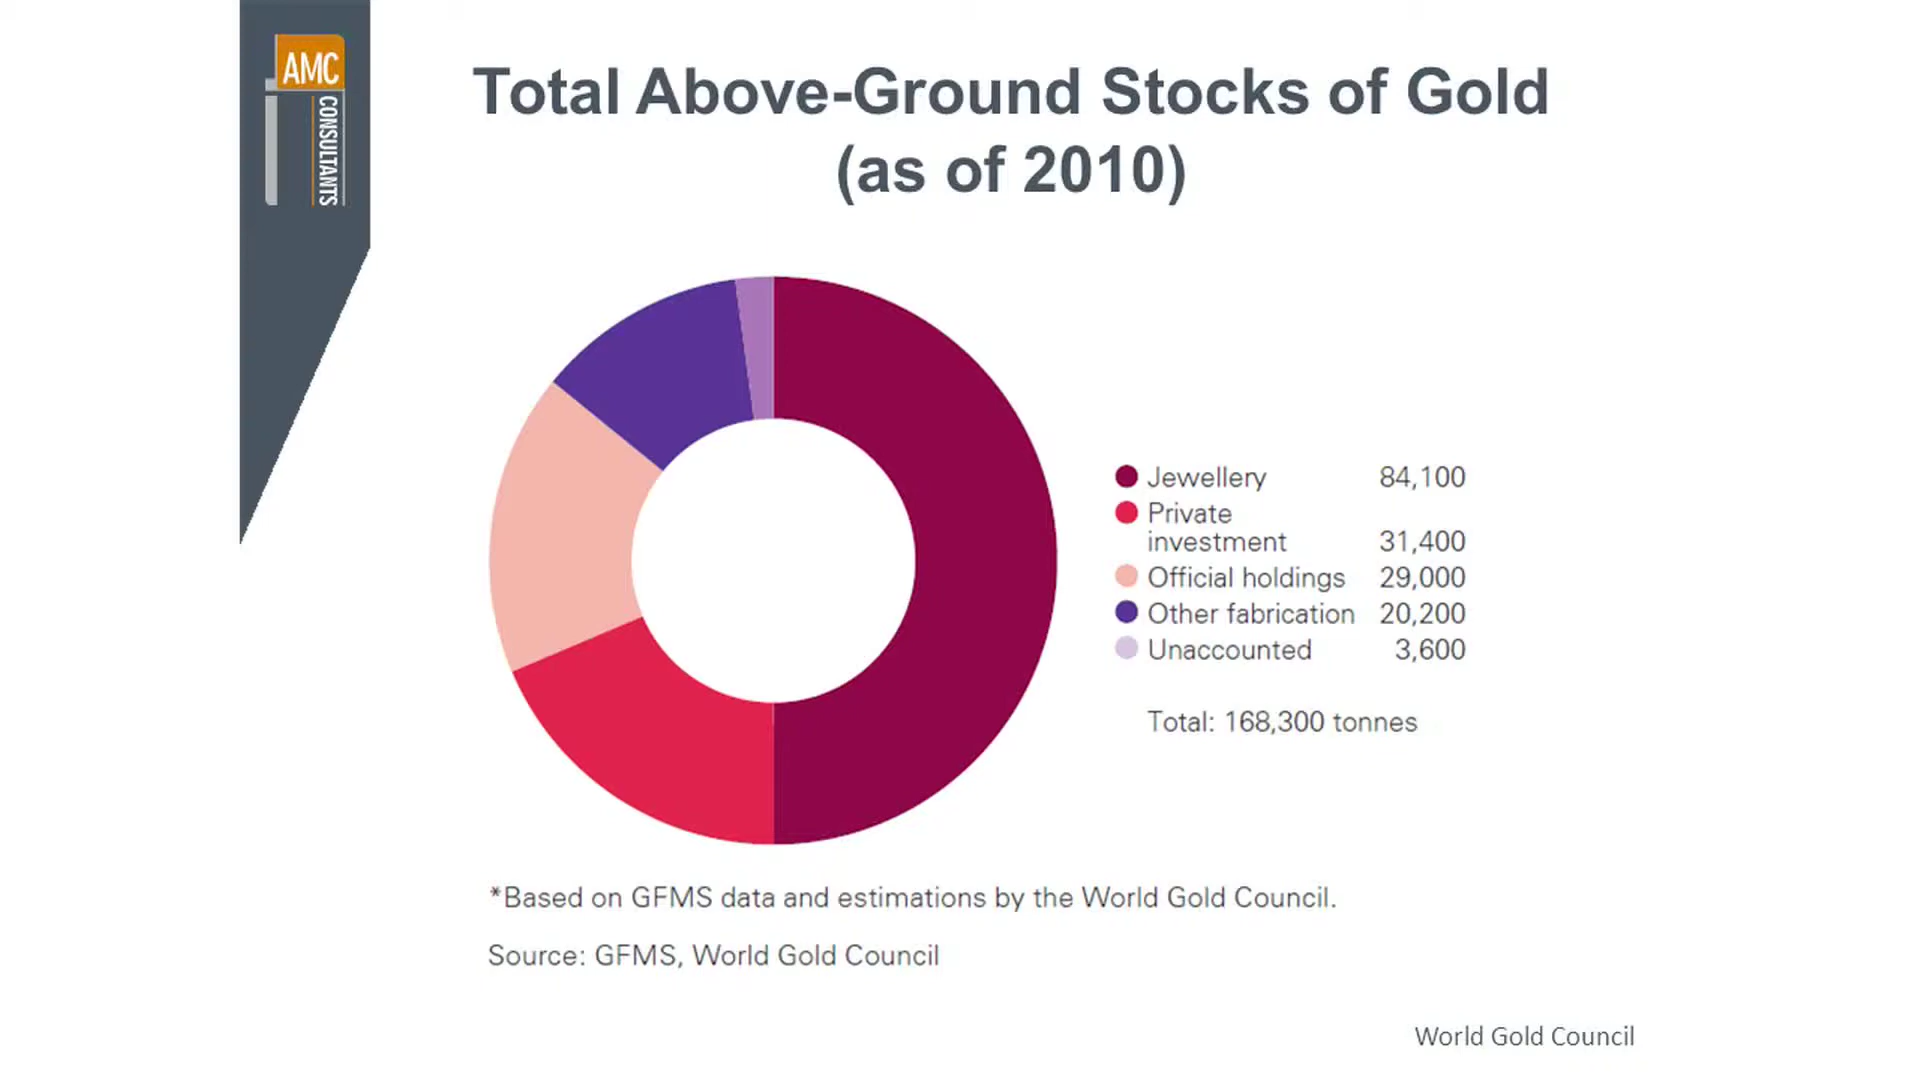 AMC
CONSULTANTS
Total Above-Ground Stocks of Gold
(as of 2010)
Jewellery 84,100
Private
investment 31,400
Official holdings 29,000
Other fabrication 20,200
Unaccounted 3,600
Total: 168,300 tonnes
*Based on GFMS data and estimations by the World Gold Council.
Source: GFMS, World Gold Council
World Gold Council